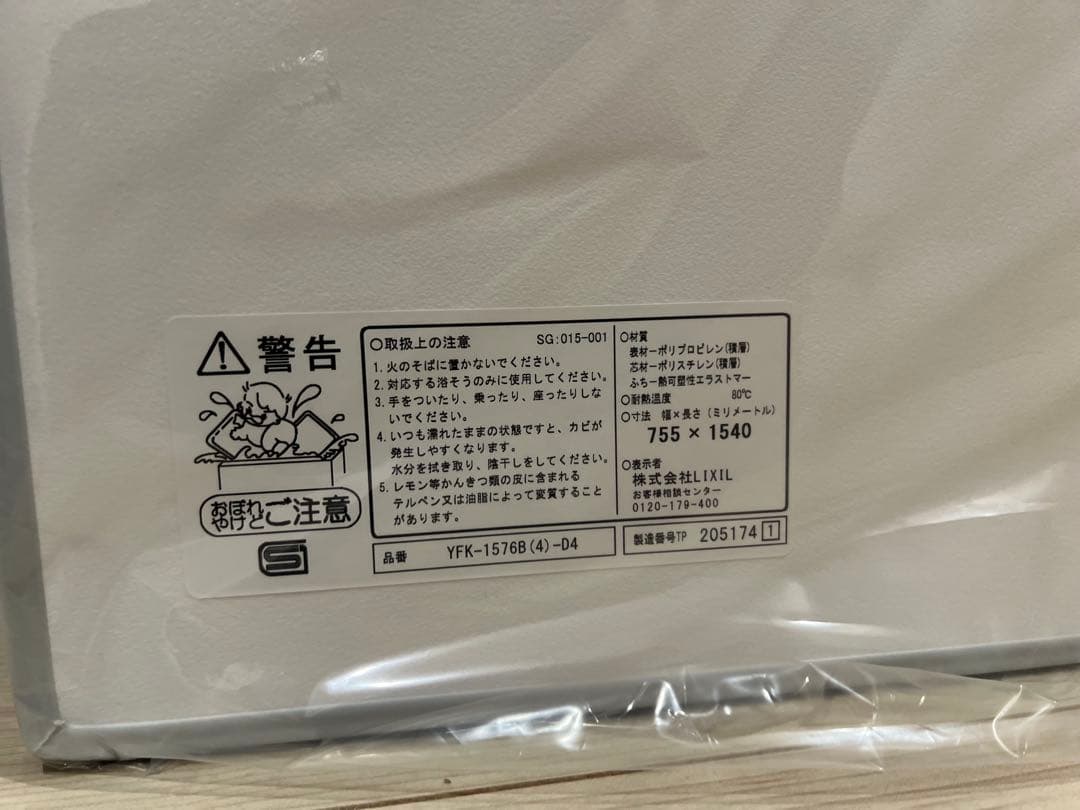 警告
おぼれ
やけど
ご注意
○取扱上の注意 SG:015-001
1.火のそばに置かないでください。
2.対応する浴そうのみに使用してください。
3.手をついたり、乗ったり、座ったりしな
いでください。
4.いつも濡れたままの状態ですと、カビが
発生しやすくなります。
水分を拭き取り、陰干しをしてください。
5.レモン等かんきつ類の皮に含まれる
テルペン又は油脂によって変質すること
があります。
○材質
表材ーポリプロピレン(積層)
芯材ーポリスチレン(積層)
ふちー熱可塑性エラストマー
○耐熱温度 80℃
○寸法 幅×長さ(ミリメートル)
755×1540
○表示者
株式会社LIXIL
お客様相談センター
0120-179-400
品番 YFK-1576B(4)-D4
製造番号TP 205174 1